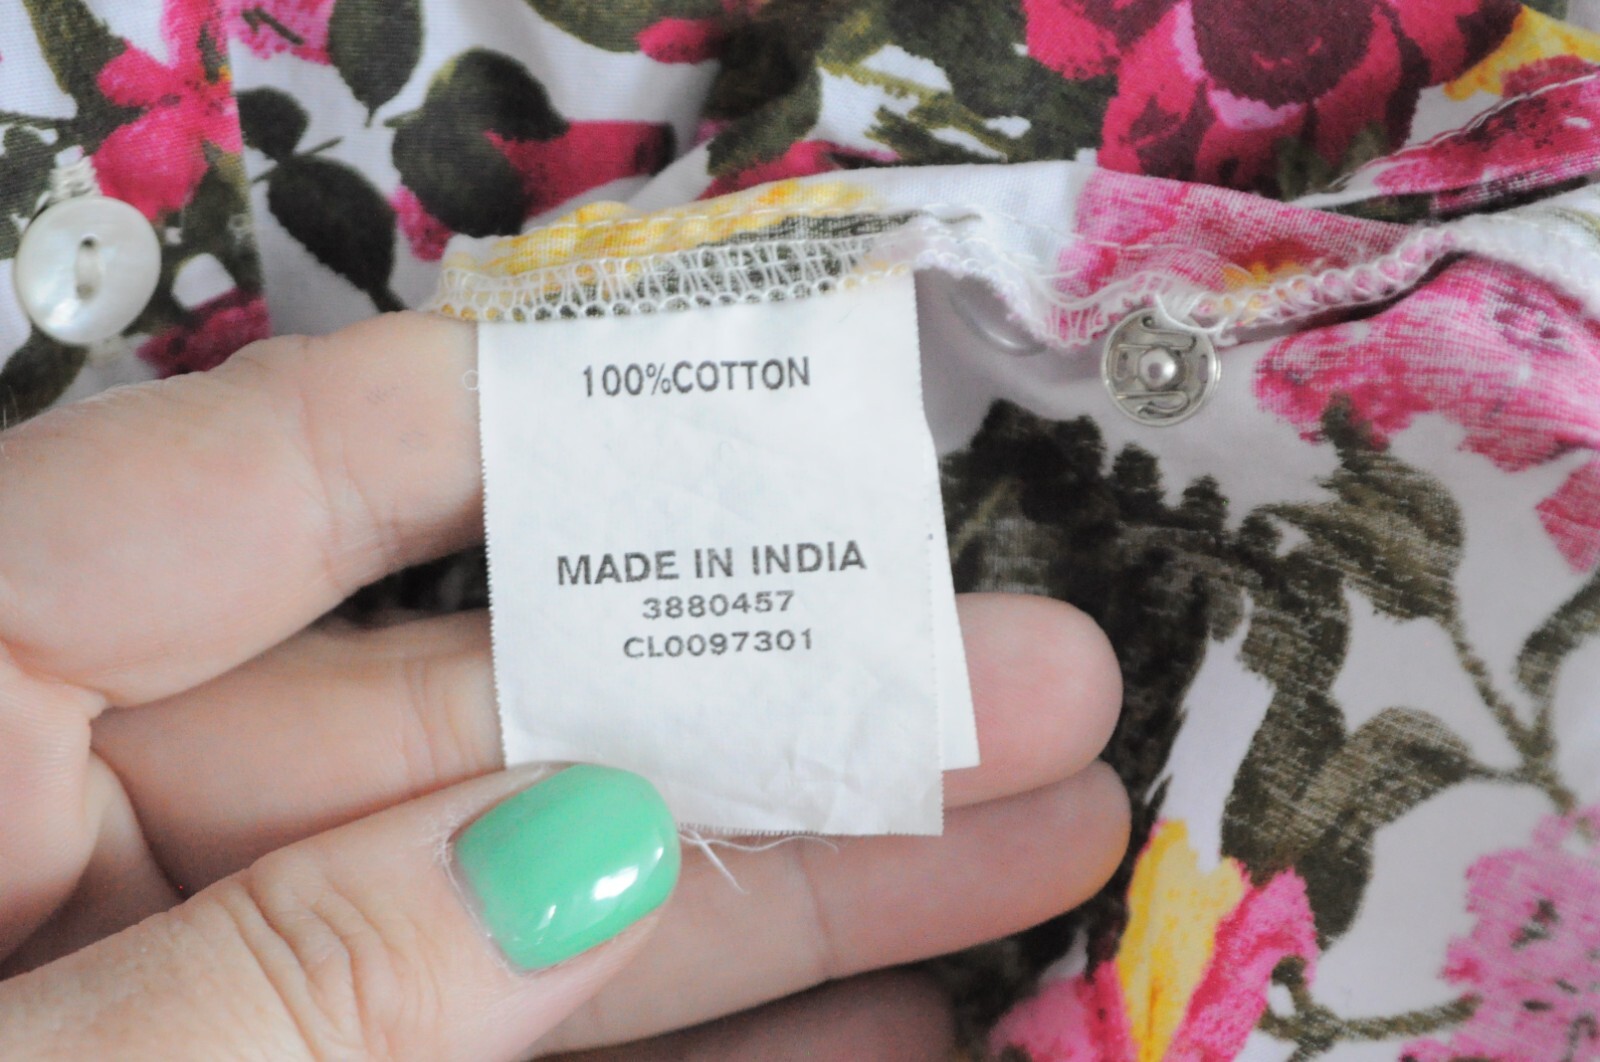 100%COTTON
MADE IN INDIA
3880457
CL0097301